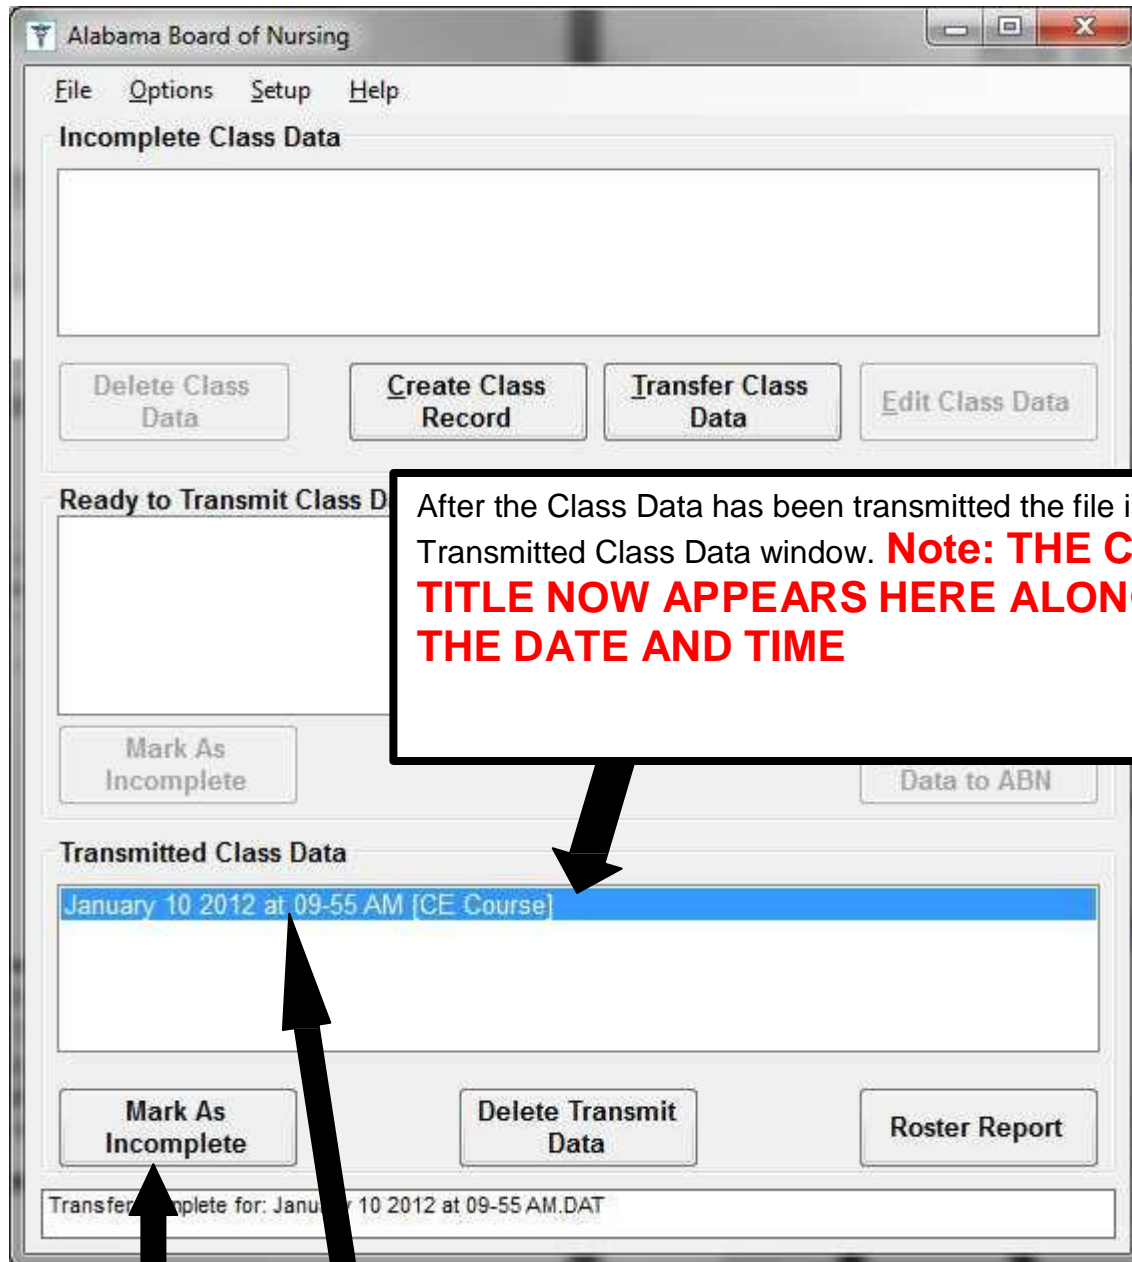 Alabama Board of Nursing
File Options Setup Help
Incomplete Class Data
Delete Class
Data
Create Class
Record
Transfer Class
Data
Edit Class Data
Ready to Transmit Class D
After the Class Data has been transmitted the file i
Transmitted Class Data window. Note: THE C
TITLE NOW APPEARS HERE ALON
THE DATE AND TIME
Mark As
Incomplete
Data to ABN
Transmitted Class Data
January 10 2012 at 09-55 AM [CE Course]
Mark As
Incomplete
Delete Transmit
Data
Roster Report
for: 10 2012 at 09-55 AM.DAT